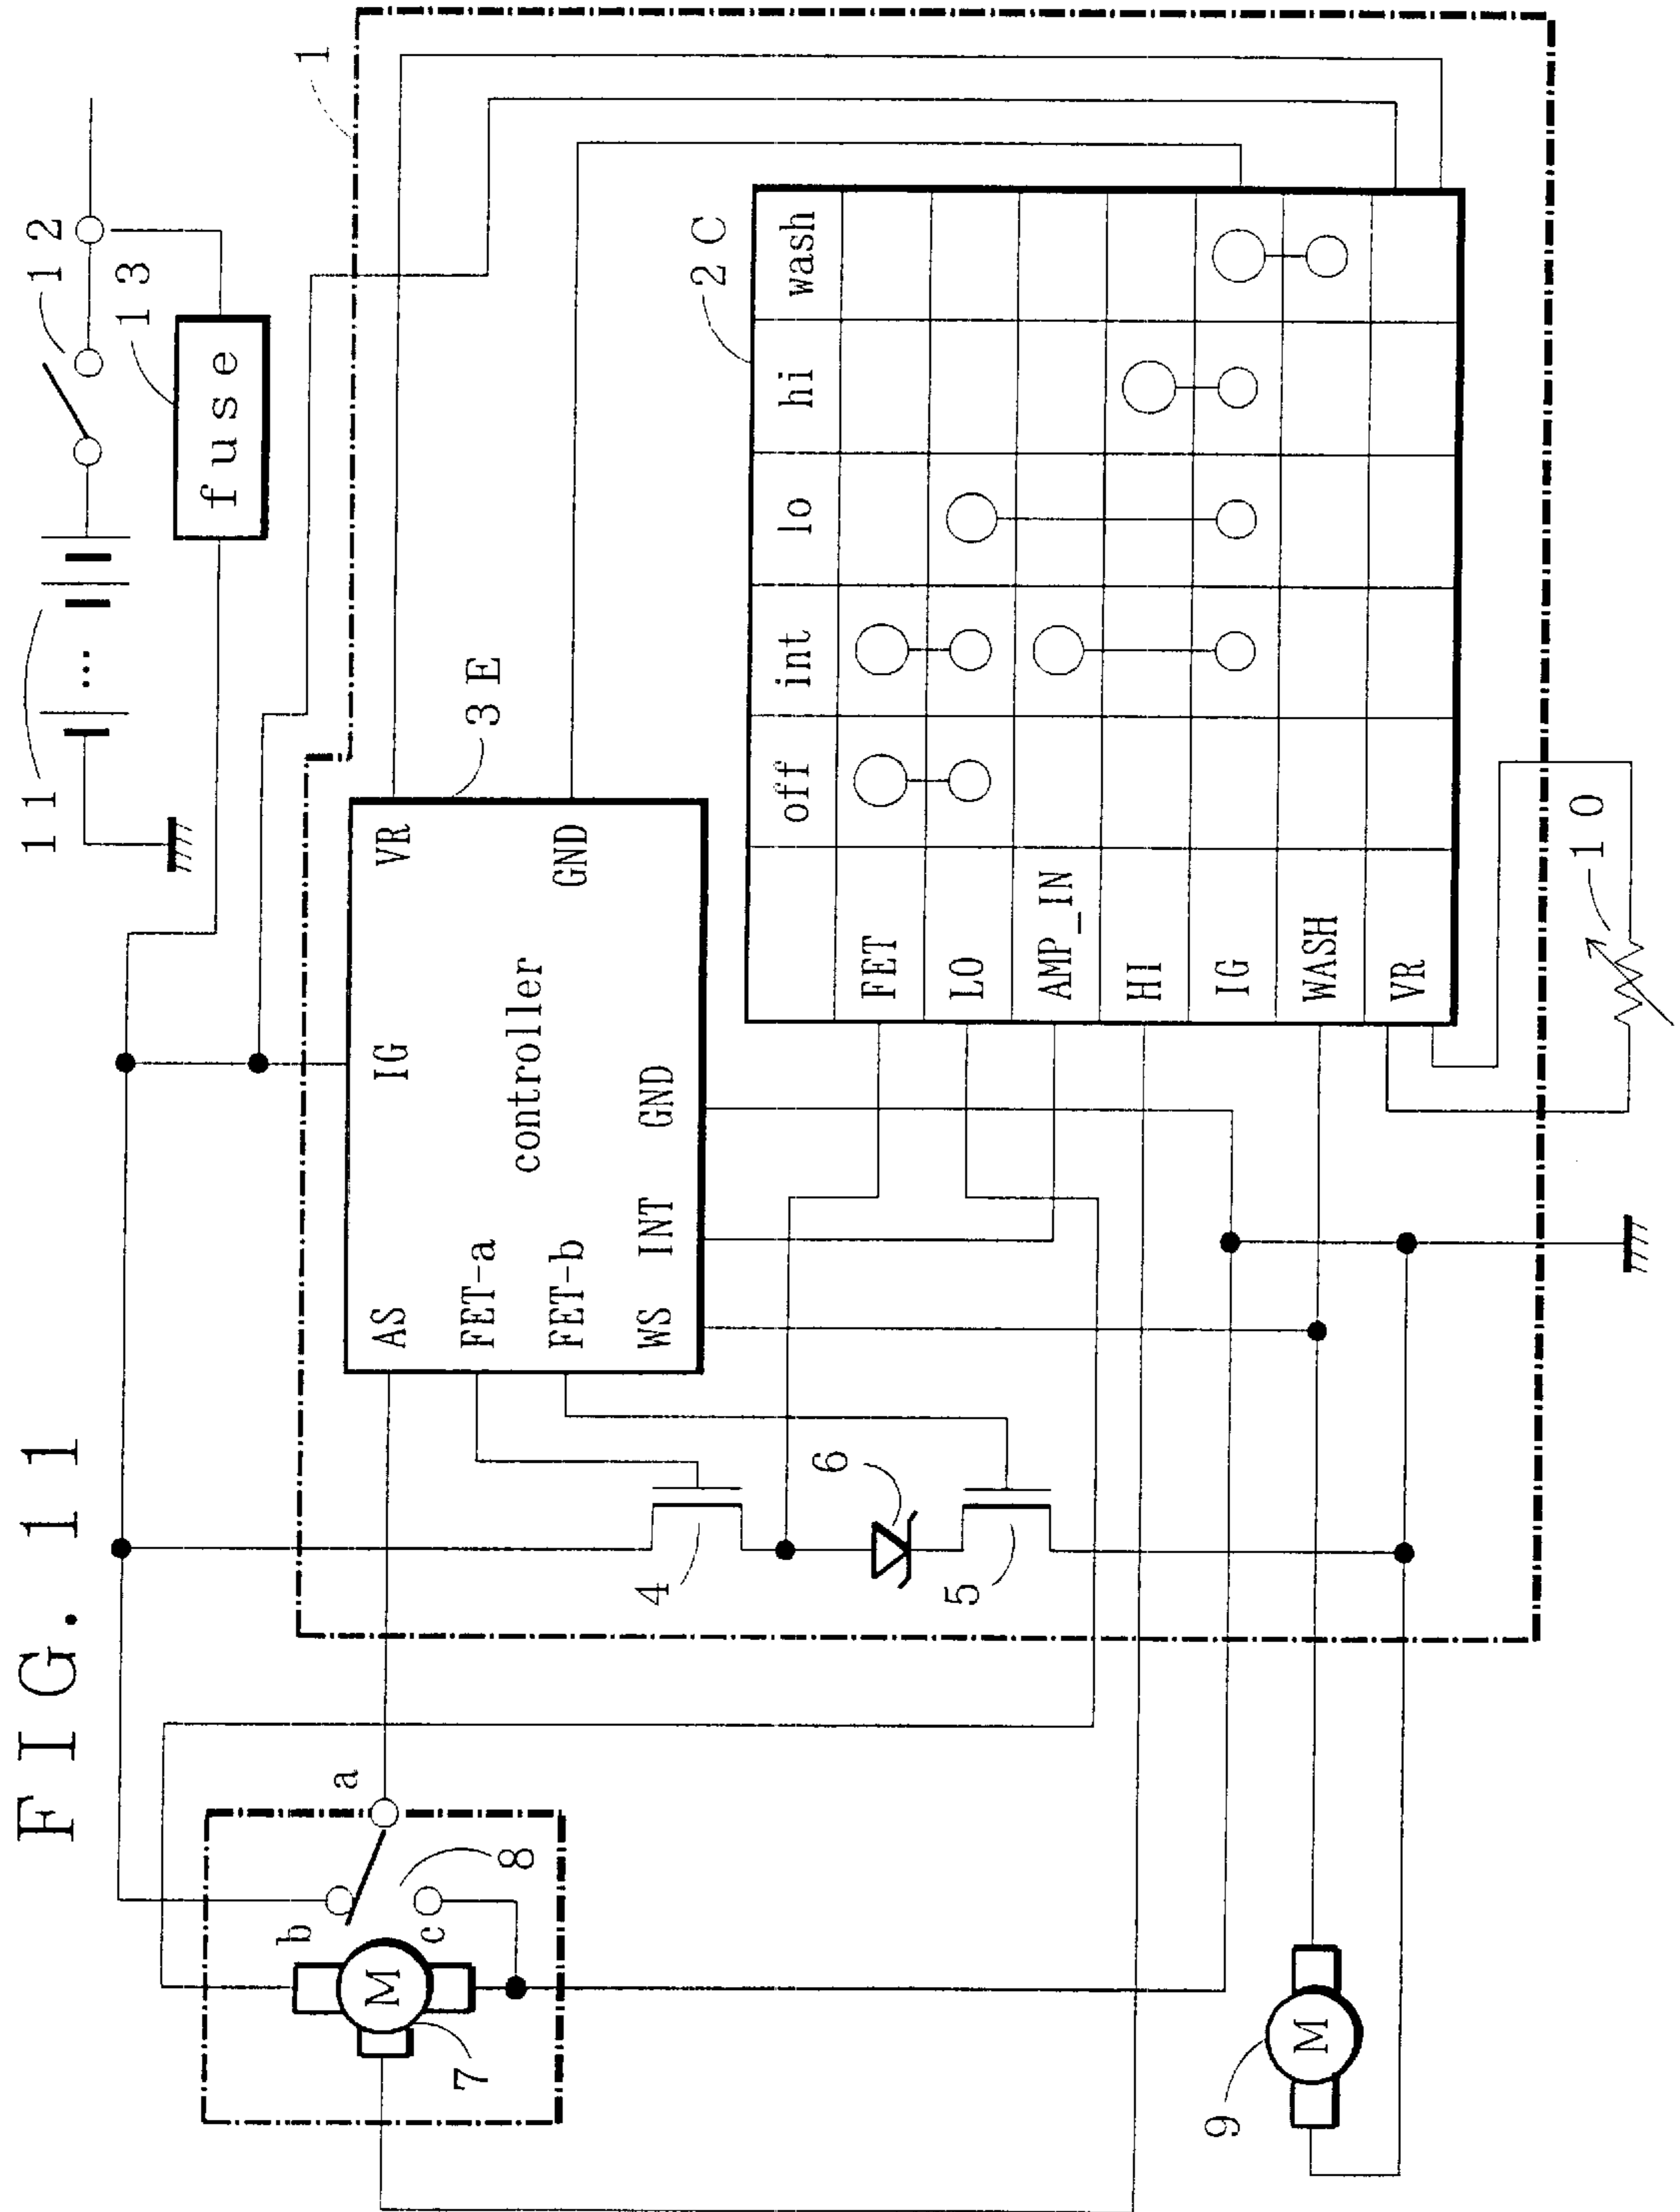 FIG. 11
11
12
13
fuse
1
3E
AS
IG
VR
FET-a
FET-b
controller
GND
WS
INT
GND
2C
off
int
lo
hi
wash
FET
LO
AMP_IN
HI
IG
WASH
VR
a
b
c
8
M
7
4
6
5
9
M
10
...